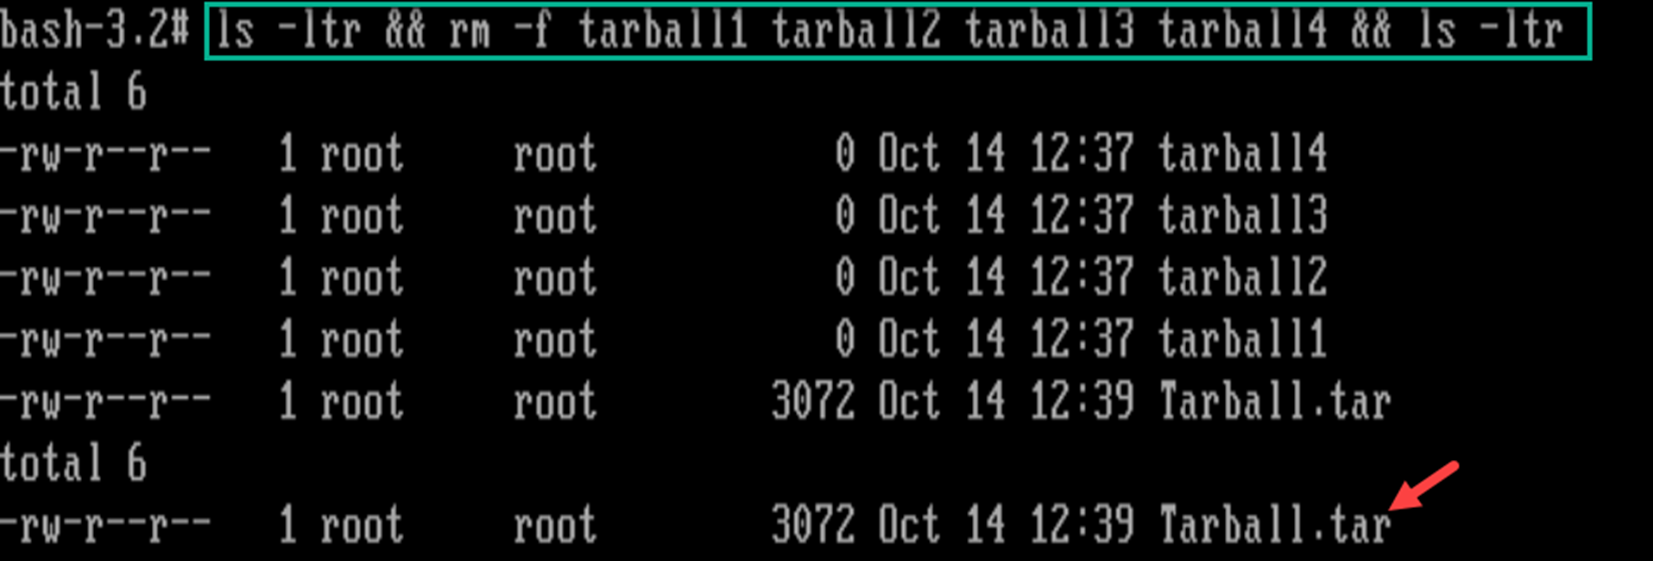 bash-3.2# ls -ltr && rm -f tarball1 tarball2 tarball3 tarball4 && ls -ltr
total 6
-rw-r--r--   1 root     root           0 Oct 14 12:37 tarball4
-rw-r--r--   1 root     root           0 Oct 14 12:37 tarball3
-rw-r--r--   1 root     root           0 Oct 14 12:37 tarball2
-rw-r--r--   1 root     root           0 Oct 14 12:37 tarball1
-rw-r--r--   1 root     root        3072 Oct 14 12:39 Tarball.tar
total 6
-rw-r--r--   1 root     root        3072 Oct 14 12:39 Tarball.tar